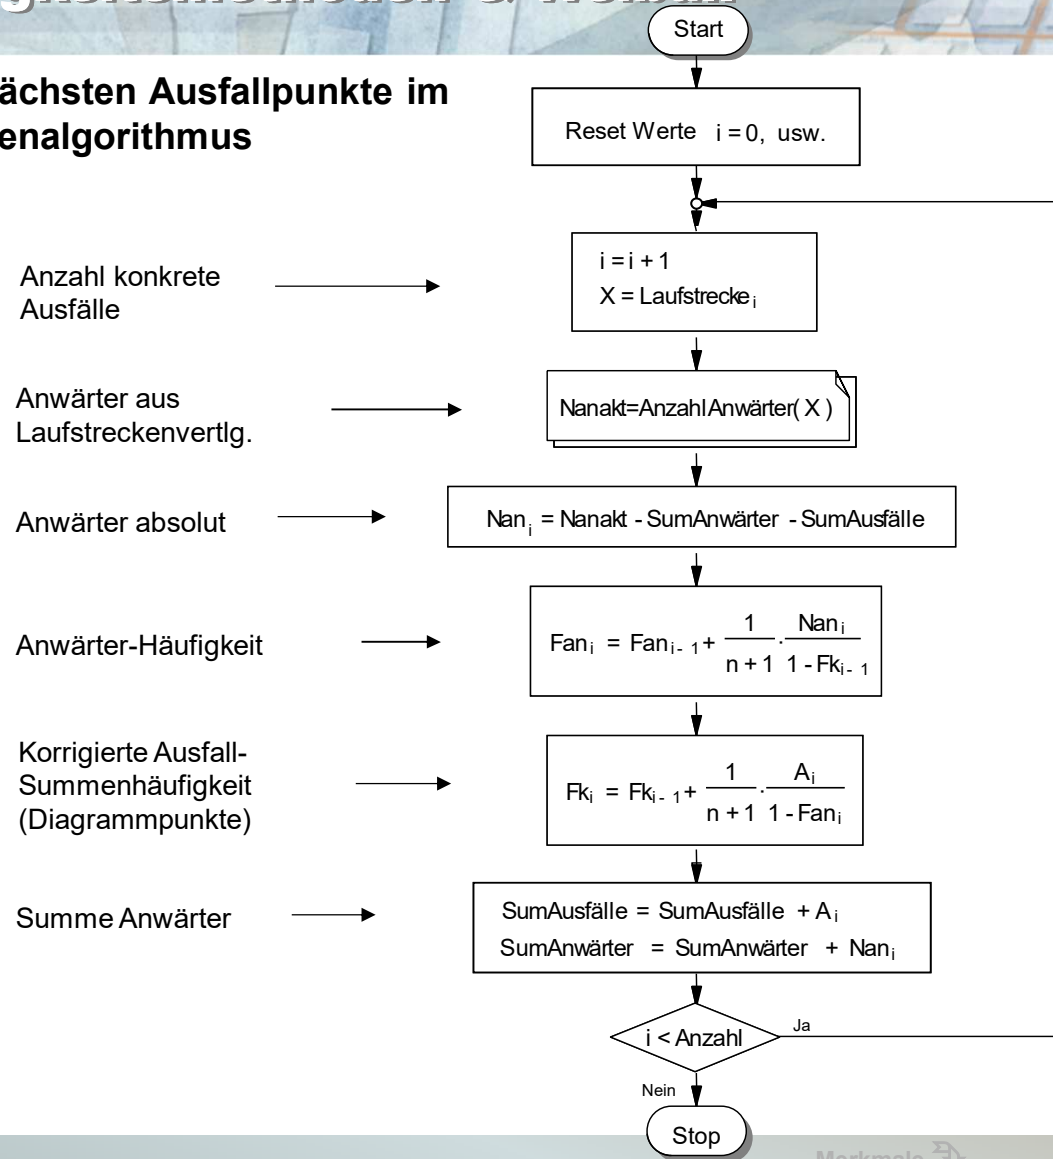 Start
ächsten Ausfallpunkte im
enalgorithmus
Reset Werte i = 0, usw.
Anzahl konkrete
Ausfälle
i = i + 1
X = Laufstrecke i
Anwärter aus
Laufstreckenvertlg.
Nanakt=AnzahlAnwärter( X )
Anwärter absolut
Nan i = Nanakt - SumAnwärter - SumAusfälle
Anwärter-Häufigkeit
Fan i = Fan i - 1 + 1 / n + 1 · Nan i / 1 - Fk i - 1
Korrigierte Ausfall-
Summenhäufigkeit
(Diagrammpunkte)
Fk i = Fk i - 1 + 1 / n + 1 · A i / 1 - Fan i
Summe Anwärter
SumAusfälle = SumAusfälle + A i
SumAnwärter = SumAnwärter + Nan i
i < Anzahl
Ja
Nein
Stop
Merkmale